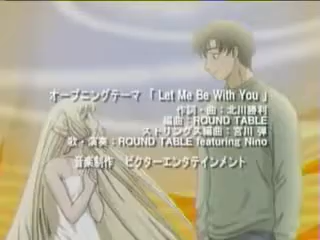 オープニングテーマ 「 Let Me Be With You 」
作詞・曲：北川勝利
編曲：ROUND TABLE
ストリングス編曲：宮川 弾
歌・演奏：ROUND TABLE featuring Nino
音楽制作　ビクターエンタテインメント